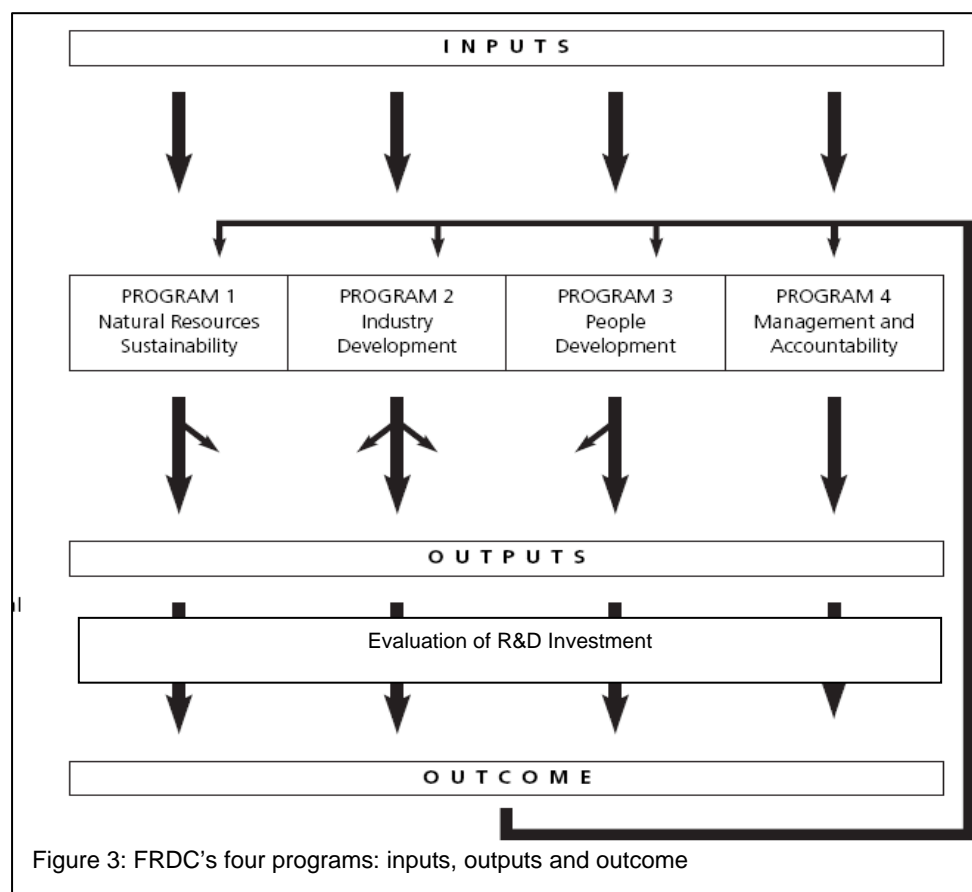 INPUTS
PROGRAM 1
Natural Resources
Sustainability
PROGRAM 2
Industry
Development
PROGRAM 3
People
Development
PROGRAM 4
Management and
Accountability
OUTPUTS
Evaluation of R&D Investment
OUTCOME
Figure 3: FRDC's four programs: inputs, outputs and outcome